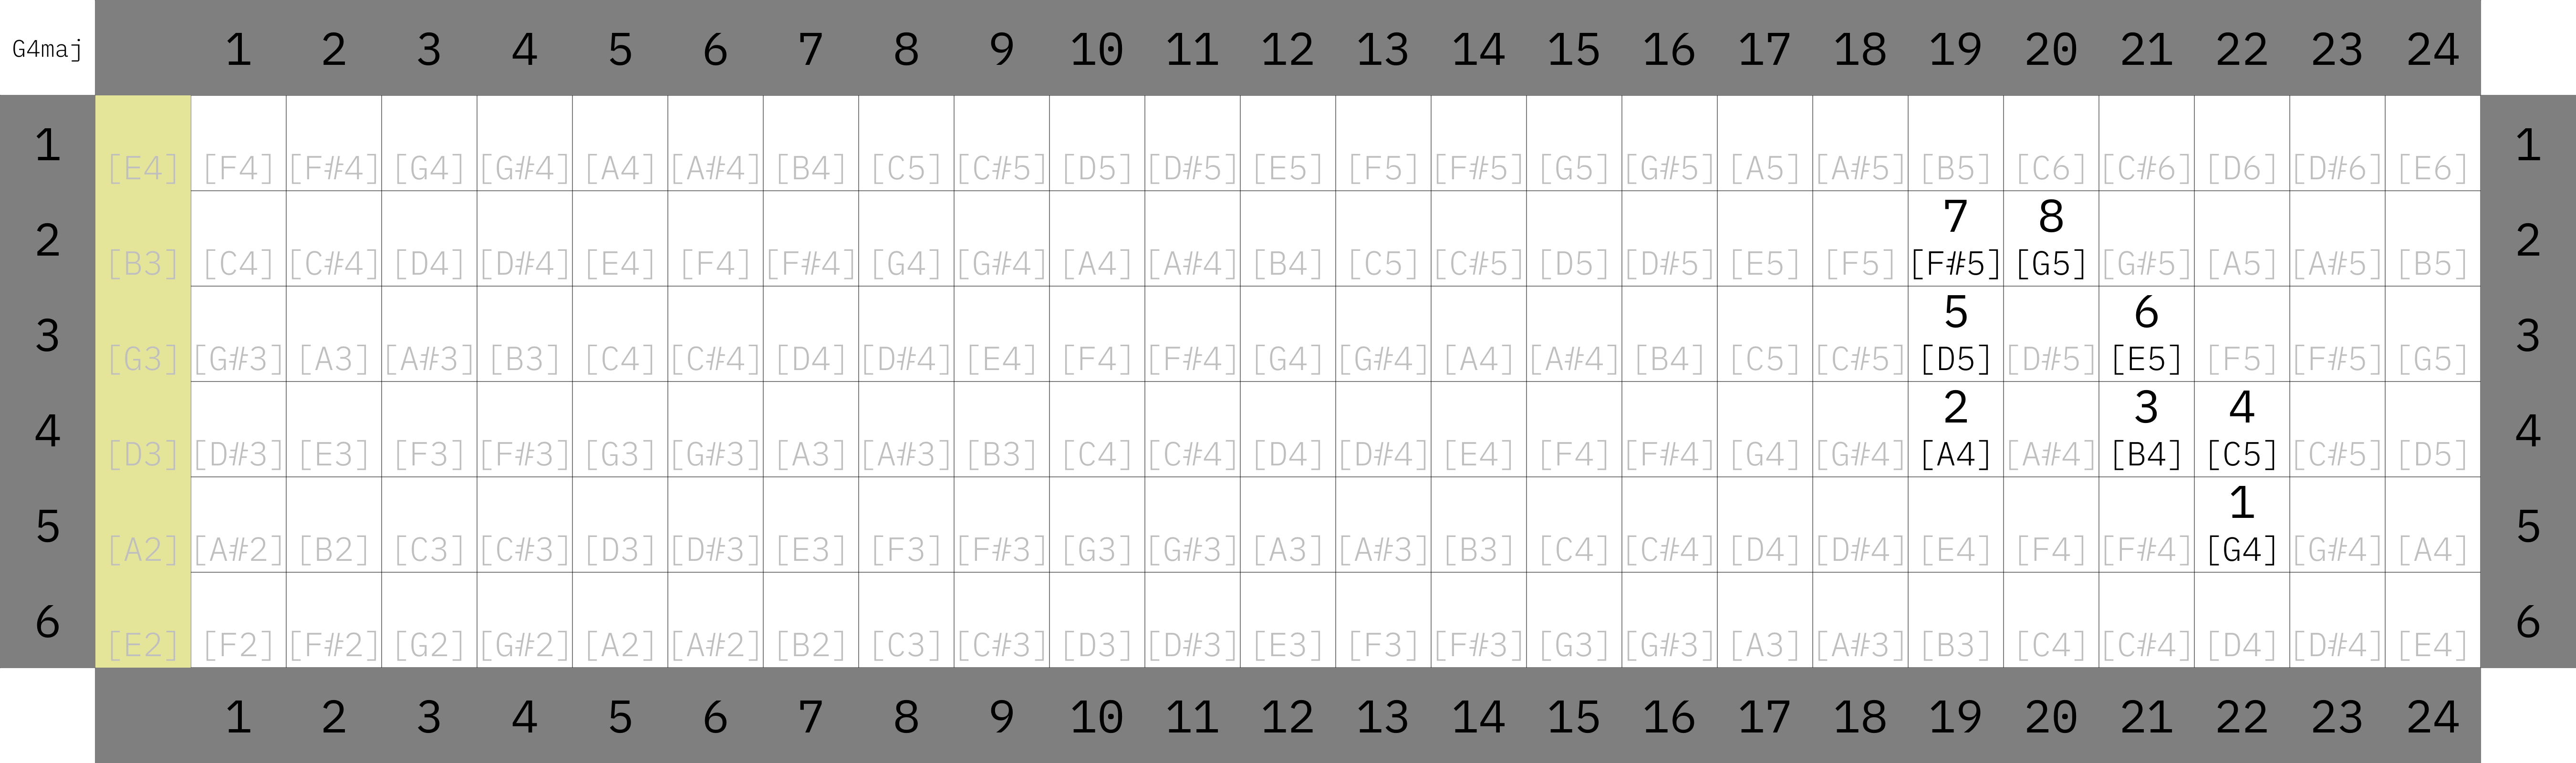 G4maj 1 2 3 4 5 6 7 8 9 10 11 12 13 14 15 16 17 18 19 20 21 22 23 24
1 [E4] [F4] [F#4] [G4] [G#4] [A4] [A#4] [B4] [C5] [C#5] [D5] [D#5] [E5] [F5] [F#5] [G5] [G#5] [A5] [A#5] [B5] [C6] [C#6] [D6] [D#6] [E6] 1
7 8
2 [B3] [C4] [C#4] [D4] [D#4] [E4] [F4] [F#4] [G4] [G#4] [A4] [A#4] [B4] [C5] [C#5] [D5] [D#5] [E5] [F5] [F#5] [G5] [G#5] [A5] [A#5] [B5] 2
5 6
3 [G3] [G#3] [A3] [A#3] [B3] [C4] [C#4] [D4] [D#4] [E4] [F4] [F#4] [G4] [G#4] [A4] [A#4] [B4] [C5] [C#5] [D5] [D#5] [E5] [F5] [F#5] [G5] 3
2 3 4
4 [D3] [D#3] [E3] [F3] [F#3] [G3] [G#3] [A3] [A#3] [B3] [C4] [C#4] [D4] [D#4] [E4] [F4] [F#4] [G4] [G#4] [A4] [A#4] [B4] [C5] [C#5] [D5] 4
1
5 [A2] [A#2] [B2] [C3] [C#3] [D3] [D#3] [E3] [F3] [F#3] [G3] [G#3] [A3] [A#3] [B3] [C4] [C#4] [D4] [D#4] [E4] [F4] [F#4] [G4] [G#4] [A4] 5
6 [E2] [F2] [F#2] [G2] [G#2] [A2] [A#2] [B2] [C3] [C#3] [D3] [D#3] [E3] [F3] [F#3] [G3] [G#3] [A3] [A#3] [B3] [C4] [C#4] [D4] [D#4] [E4] 6
1 2 3 4 5 6 7 8 9 10 11 12 13 14 15 16 17 18 19 20 21 22 23 24